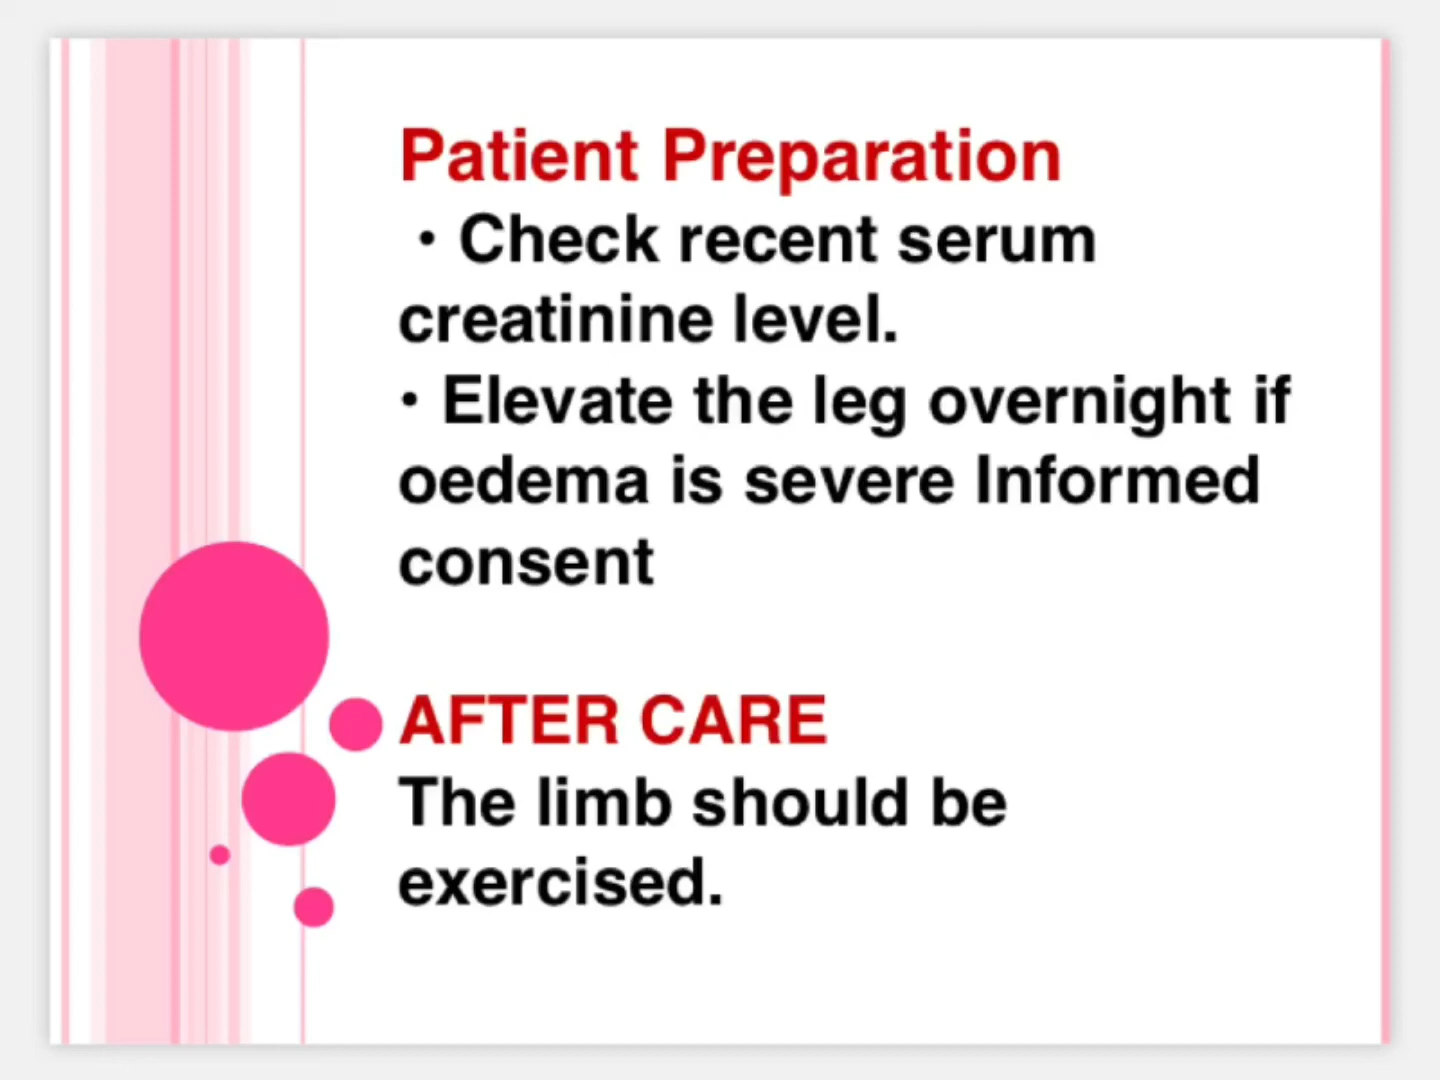 Patient Preparation
• Check recent serum
creatinine level.
• Elevate the leg overnight if
oedema is severe Informed
consent
AFTER CARE
The limb should be
exercised.